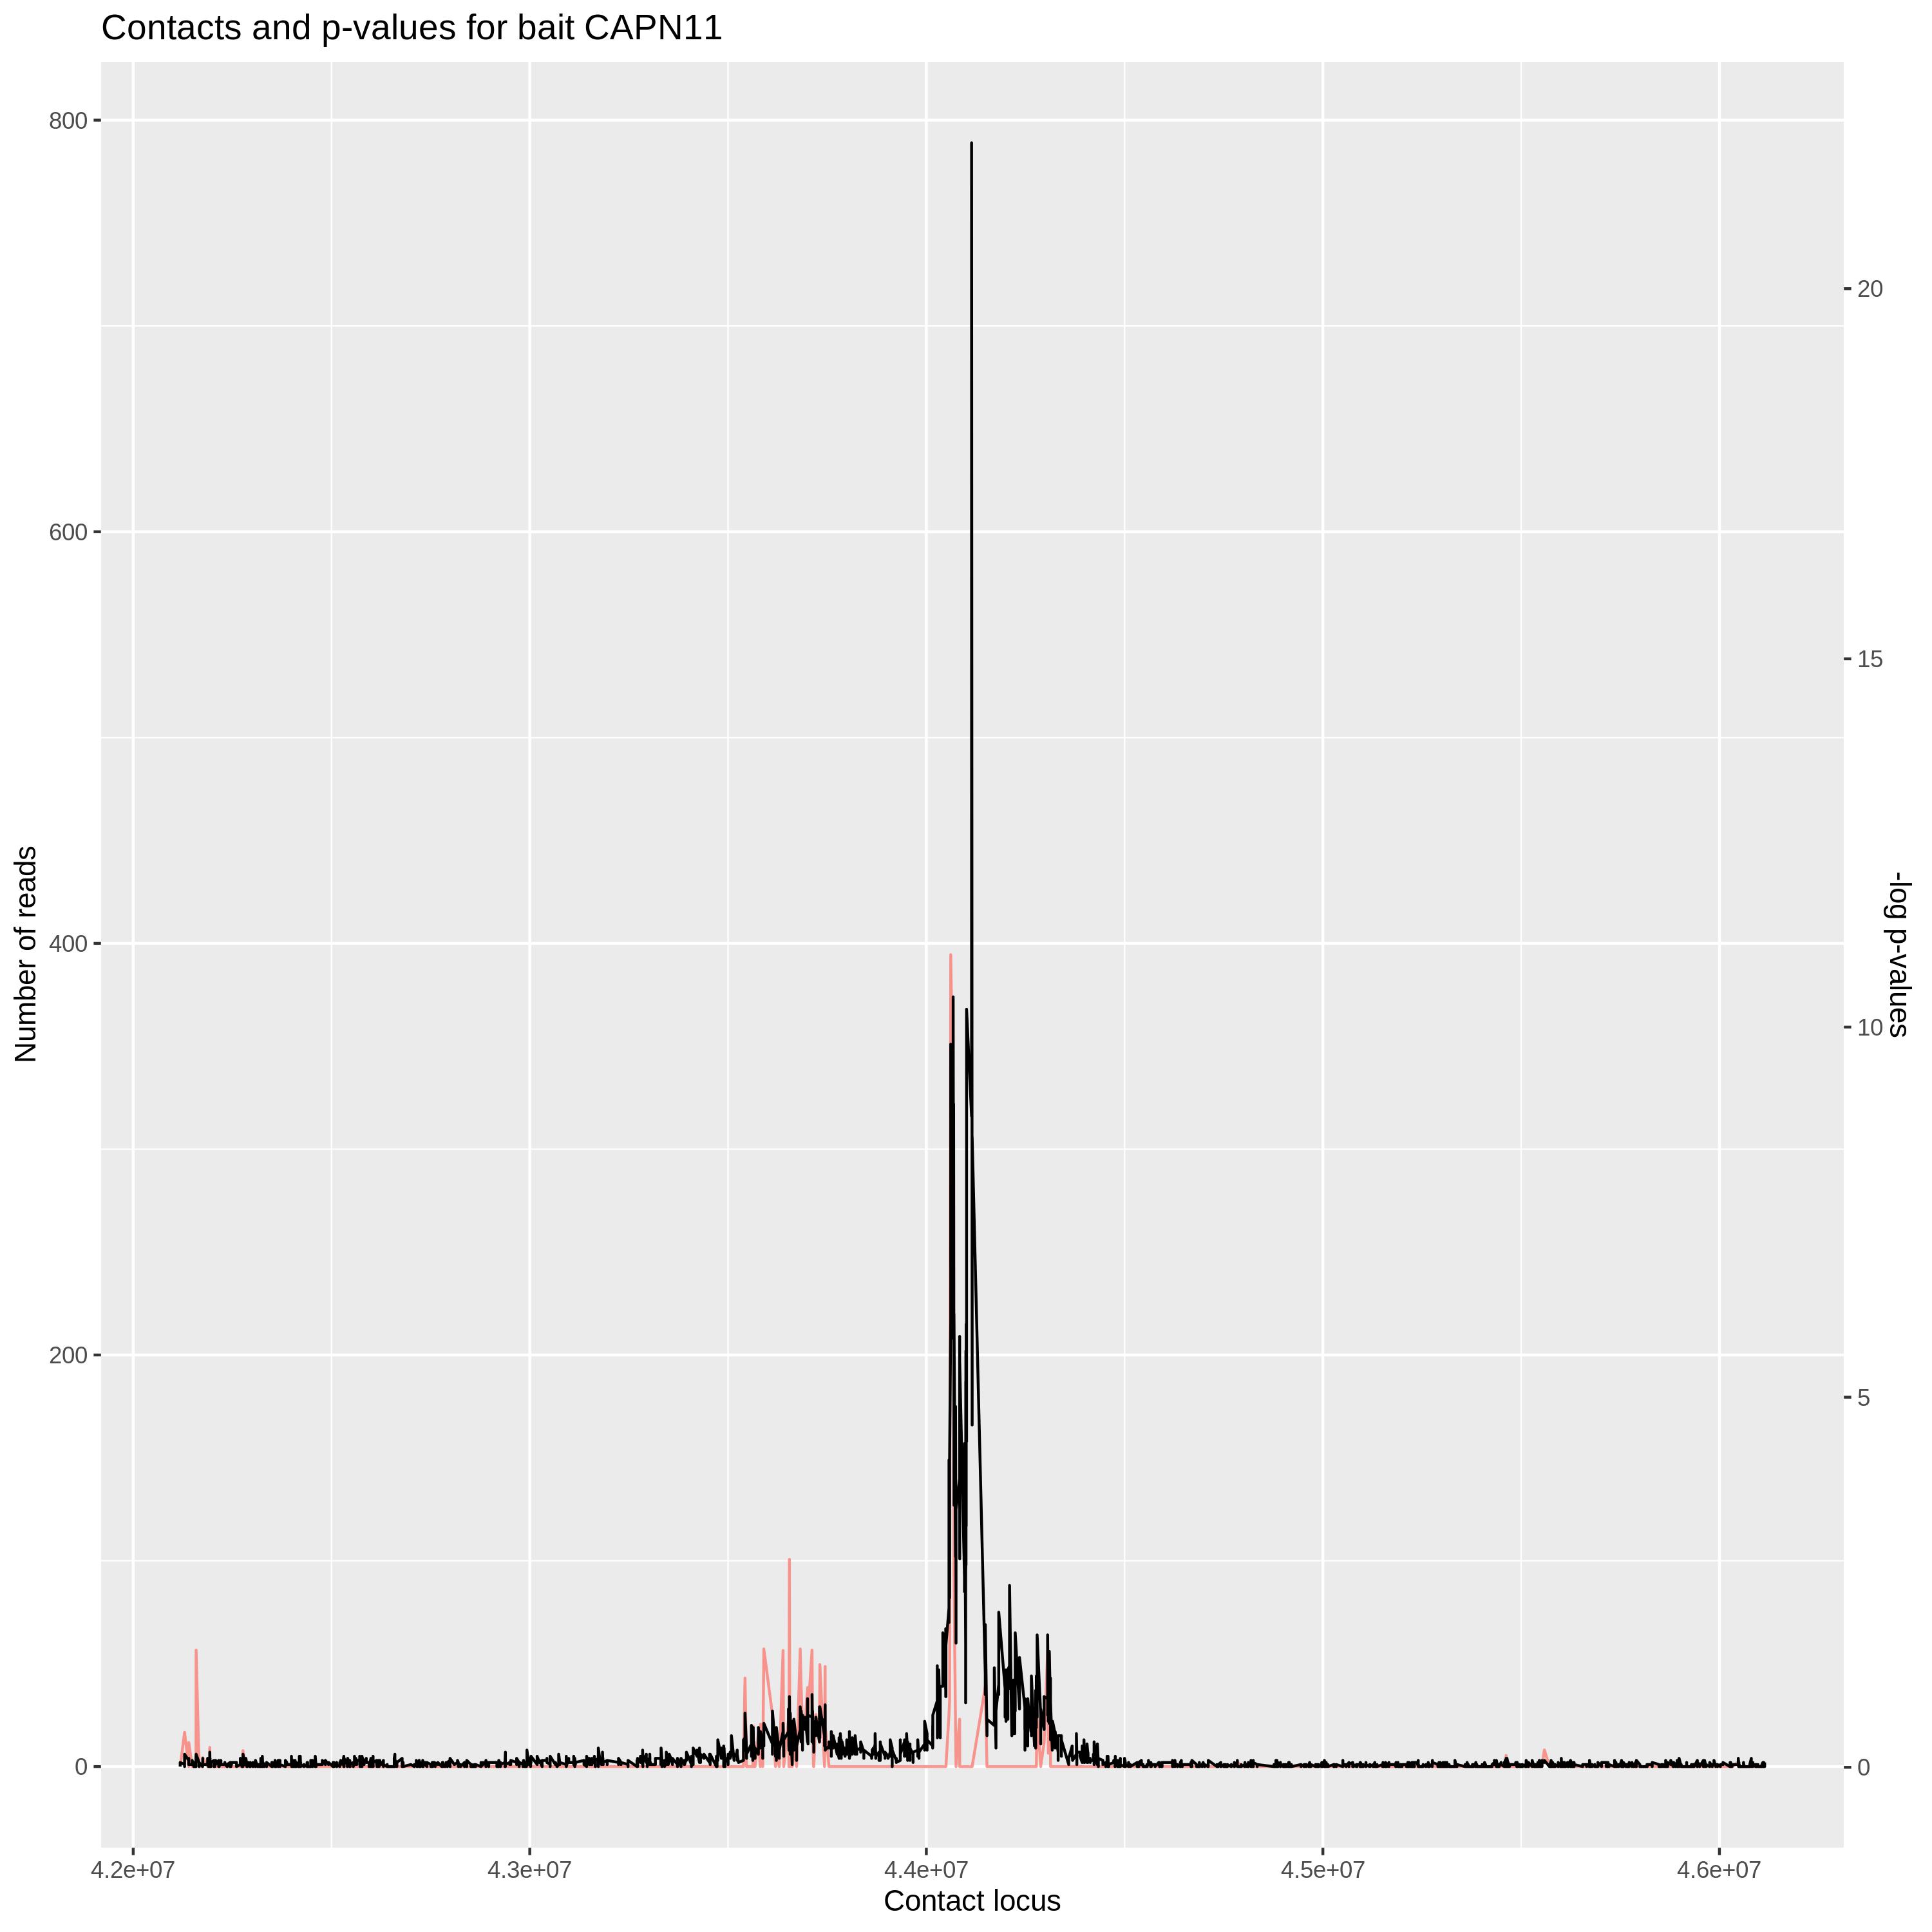 Contacts and p-values for bait CAPN11
800
600
400
200
0
Number of reads
20
15
10
5
0
-log p-values
4.2e+07
4.3e+07
4.4e+07
4.5e+07
4.6e+07
Contact locus